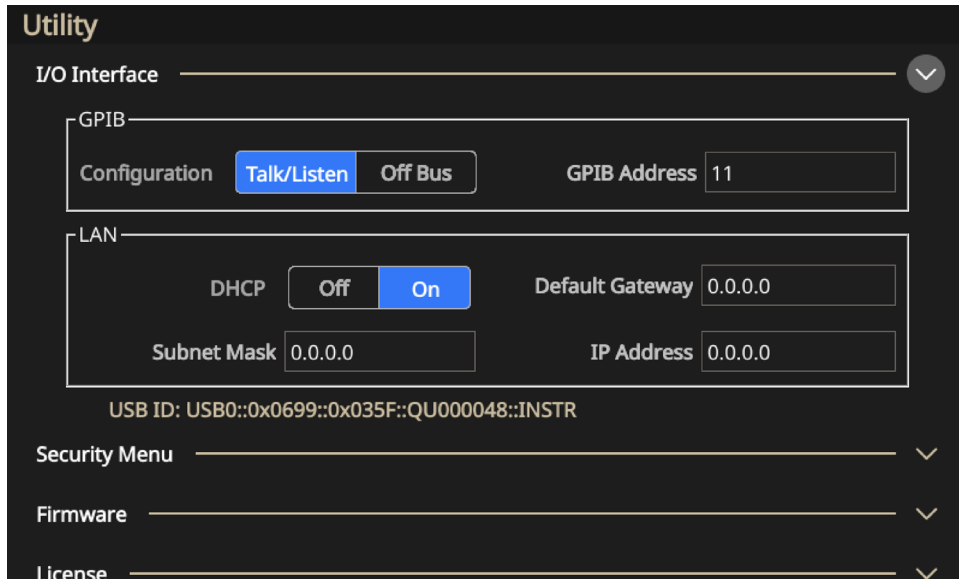 Utility
I/O Interface
GPIB
Configuration Talk/Listen Off Bus GPIB Address 11
LAN
DHCP Off On Default Gateway 0.0.0.0
Subnet Mask 0.0.0.0 IP Address 0.0.0.0
USB ID: USB0::0x0699::0x035F::QU000048::INSTR
Security Menu
Firmware
License